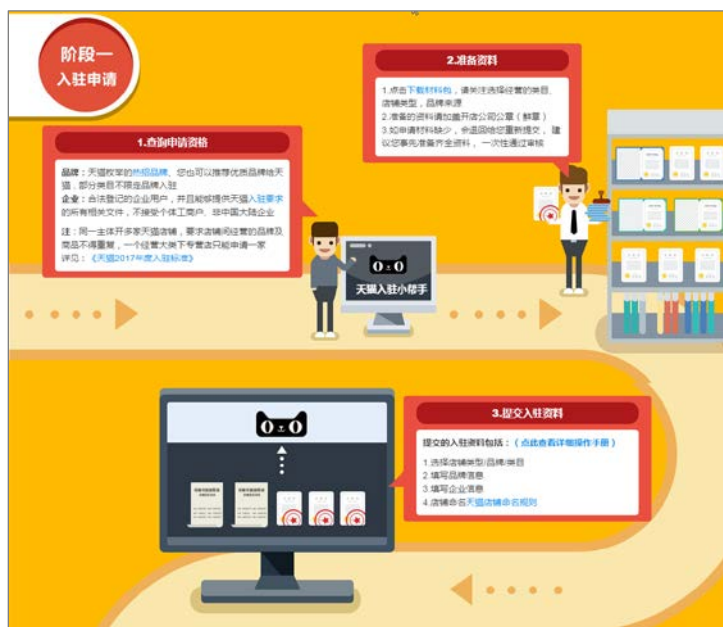 阶段一
入驻申请
1.查询申请资格
品牌：天猫枚举的热招品牌、您也可以推荐优质品牌给天
猫，部分类目不限定品牌入驻
企业：合法登记的企业用户，并且能够提供天猫入驻要求
的所有相关文件，不接受个体工商户、非中国大陆企业
注：同一主体开多家天猫店铺，要求店铺间经营的品牌及
商品不得重复，一个经营大类下专营店只能申请一家
详见：《天猫2017年度入驻标准》
2.准备资料
1.点击下载材料包，请关注选择经营的类目、
店铺类型，品牌来源
2.准备的资料请加盖开店公司公章（鲜章）
3.如申请材料缺少，会退回给您重新提交，建
议您事先准备齐全资料，一次性通过审核
天猫入驻小帮手
3.提交入驻资料
提交的入驻资料包括：（点此查看详细操作手册）
1.选择店铺类型/品牌/类目
2.填写品牌信息
3.填写企业信息
4.店铺命名天猫店铺命名规则